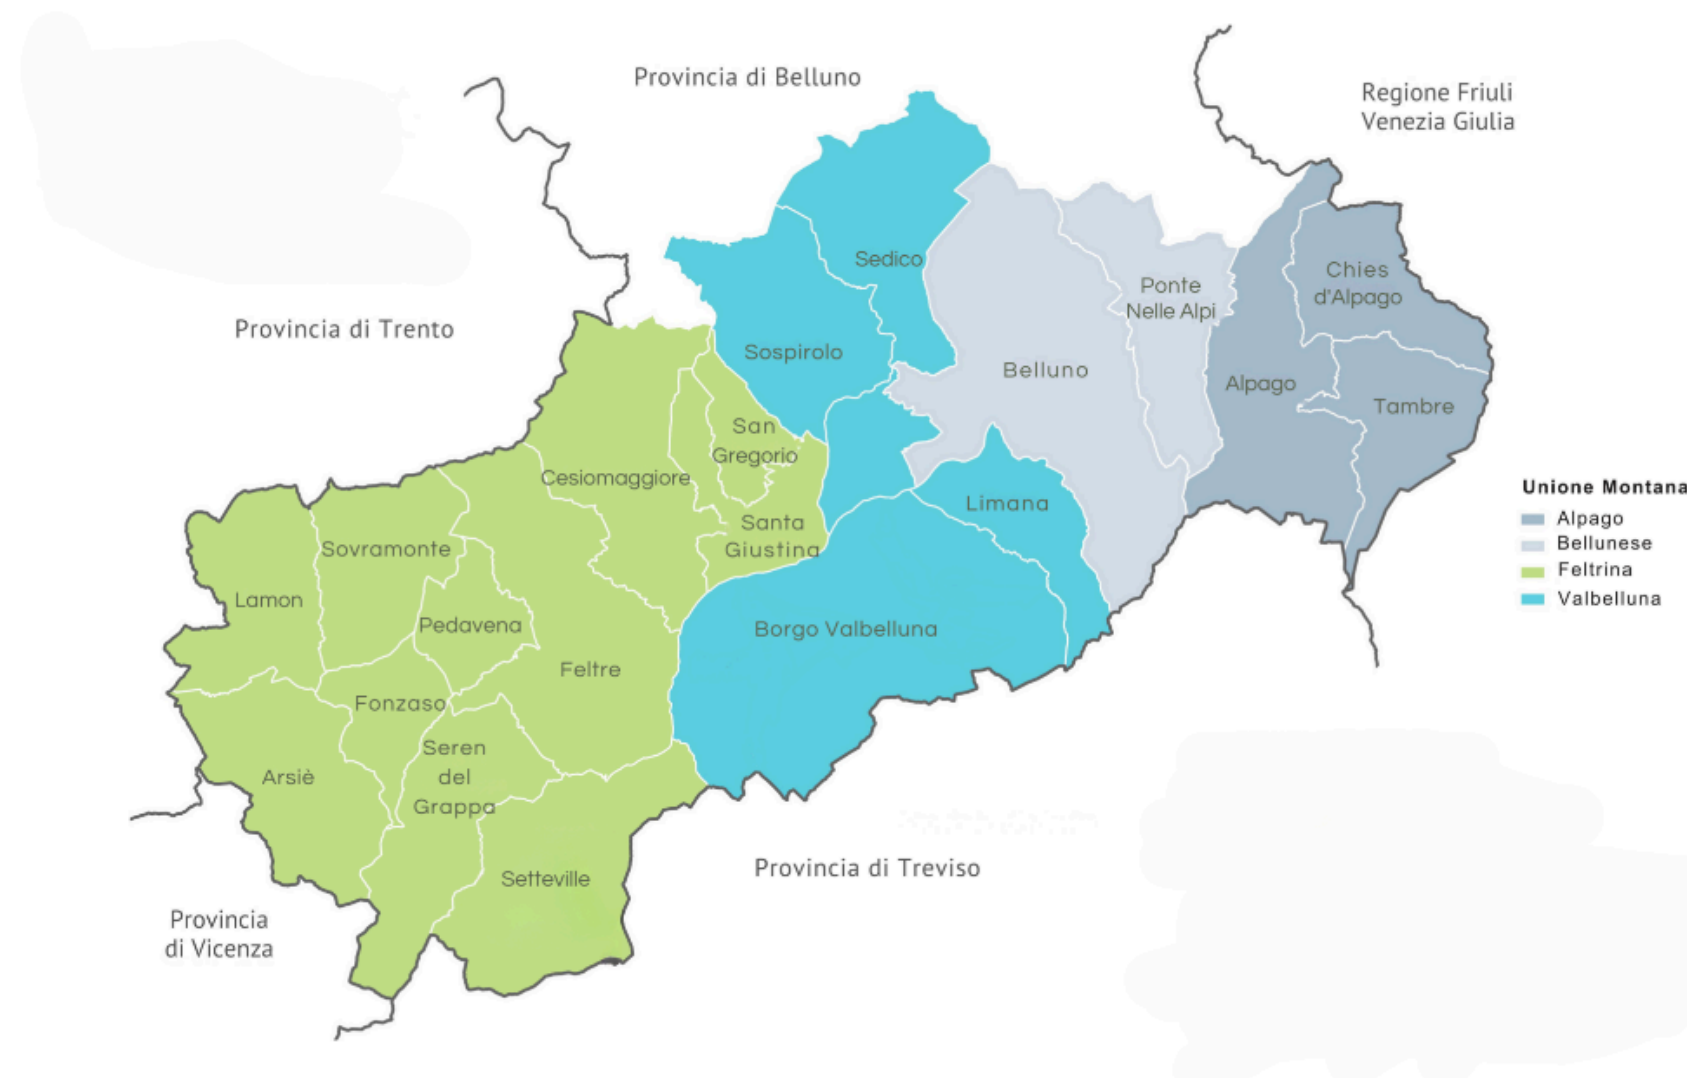 Provincia di Belluno
Regione Friuli
Venezia Giulia
Provincia di Trento
Sedico
Chies
d'Alpago
Ponte
Nelle Alpi
Sospirolo
Belluno
Alpago
Tambre
San
Gregorio
Cesiomaggiore
Limana
Santa
Giustina
Sovramonte
Lamon
Pedavena
Borgo Valbelluna
Feltre
Fonzaso
Seren
del
Grappa
Arsiè
Setteville
Provincia di Treviso
Provincia
di Vicenza
Unione Montana
Alpago
Bellunese
Feltrina
Valbelluna